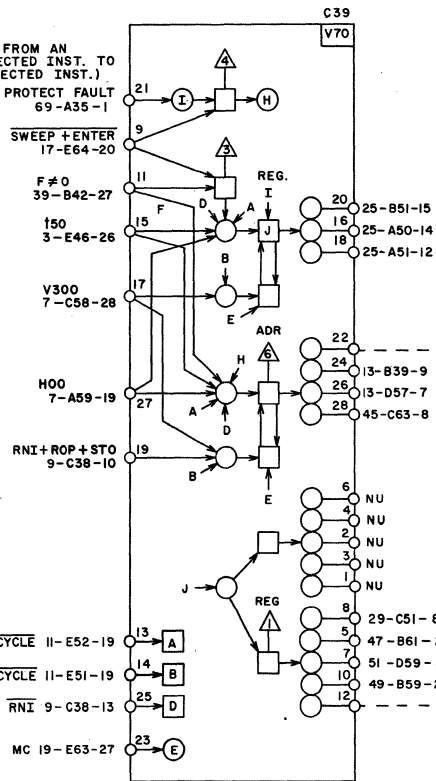 C39
V70
FROM AN
ECTED INST. TO
ECTED INST.)
PROTECT FAULT
69-A35-1
21
I
4
H
SWEEP + ENTER
17-E64-20
9
3
F≠0
39-B42-27
11
F
D
A
REG.
I
J
†50
3-E46-26
15
20
25-B51-15
16
25-A50-14
18
25-A51-12
B
V300
7-C58-28
17
E
ADR
6
22
24
13-B39-9
26
13-D57-7
28
45-C63-8
H
H00
7-A59-19
27
A
D
RNI+ROP+STO
9-C38-10
19
B
E
6
NU
4
NU
2
NU
3
NU
1
NU
J
REG
1
8
29-C51-8
5
47-B61-
7
51-D59-
10
49-B59-2
12
CYCLE 11-E52-19
13
A
CYCLE 11-E51-19
14
B
RNI 9-C38-13
25
D
MC 19-E63-27
23
E